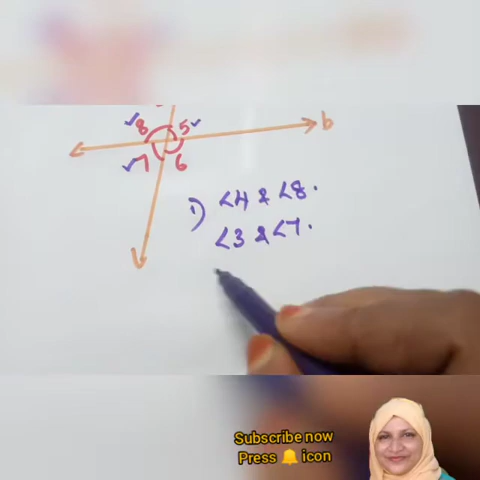 ✓8 5✓
b
✓7 6
1) ∠4 & ∠8.
∠3 & ∠7.
Subscribe now
Press 🔔 icon